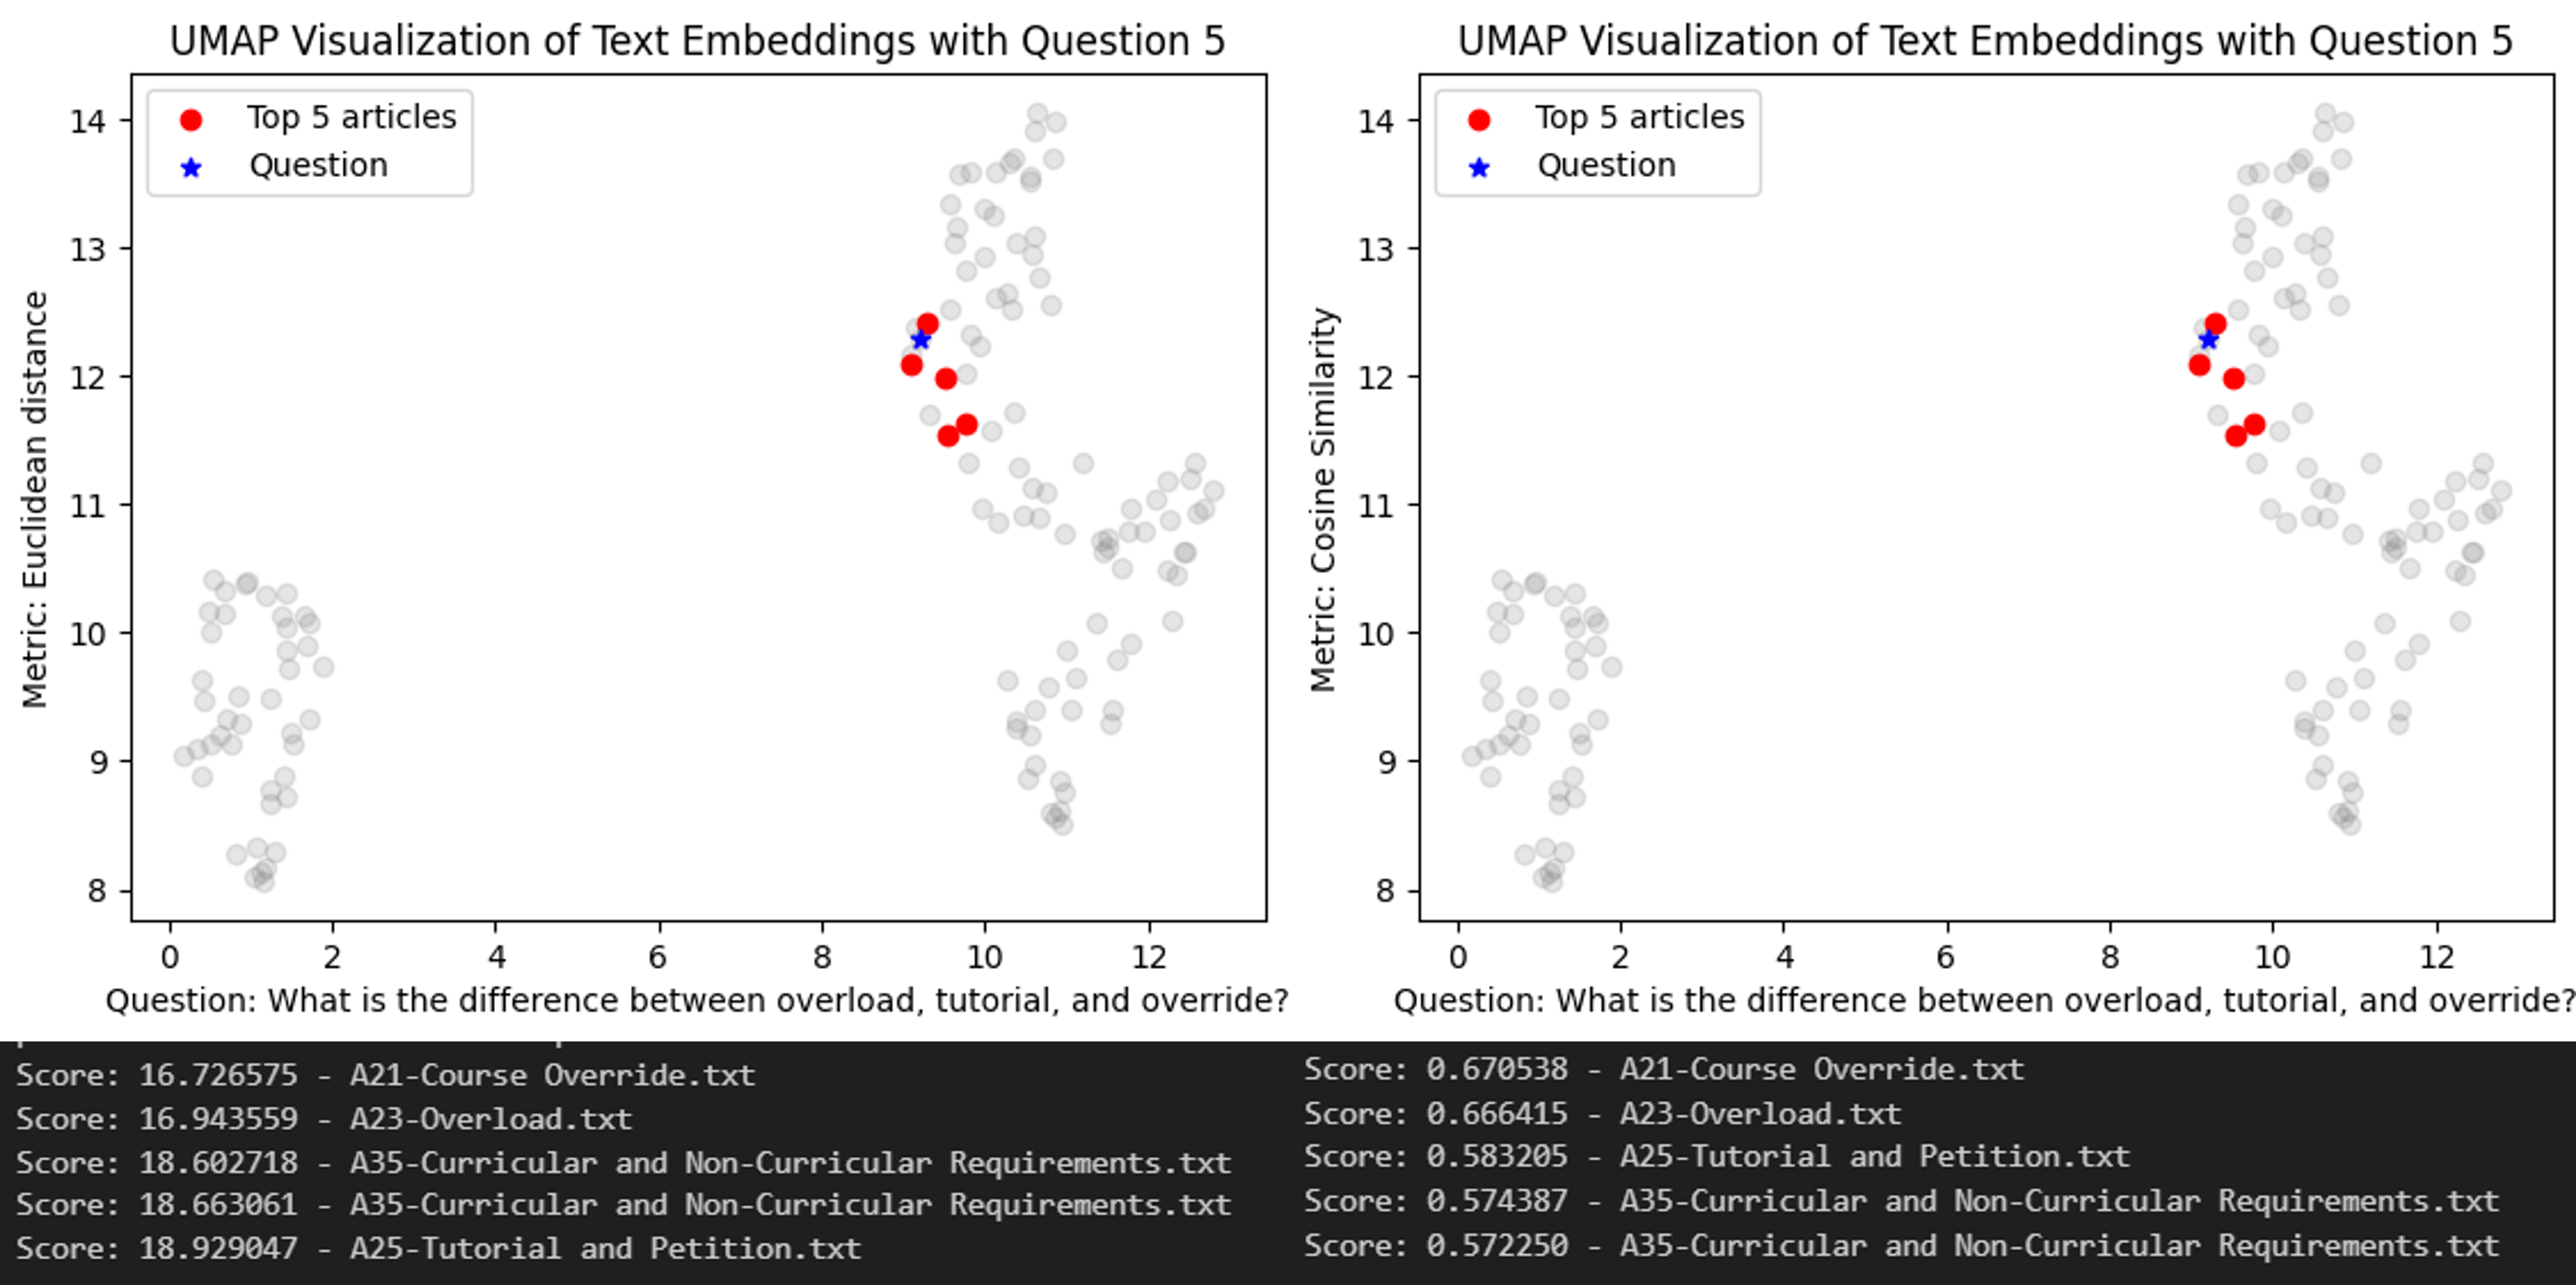 UMAP Visualization of Text Embeddings with Question 5
Top 5 articles
Question
Metric: Euclidean distance
14
13
12
11
10
9
8
0 2 4 6 8 10 12
Question: What is the difference between overload, tutorial, and override?
UMAP Visualization of Text Embeddings with Question 5
Top 5 articles
Question
Metric: Cosine Similarity
14
13
12
11
10
9
8
0 2 4 6 8 10 12
Question: What is the difference between overload, tutorial, and override?
Score: 16.726575 - A21-Course Override.txt
Score: 16.943559 - A23-Overload.txt
Score: 18.602718 - A35-Curricular and Non-Curricular Requirements.txt
Score: 18.663061 - A35-Curricular and Non-Curricular Requirements.txt
Score: 18.929047 - A25-Tutorial and Petition.txt
Score: 0.670538 - A21-Course Override.txt
Score: 0.666415 - A23-Overload.txt
Score: 0.583205 - A25-Tutorial and Petition.txt
Score: 0.574387 - A35-Curricular and Non-Curricular Requirements.txt
Score: 0.572250 - A35-Curricular and Non-Curricular Requirements.txt